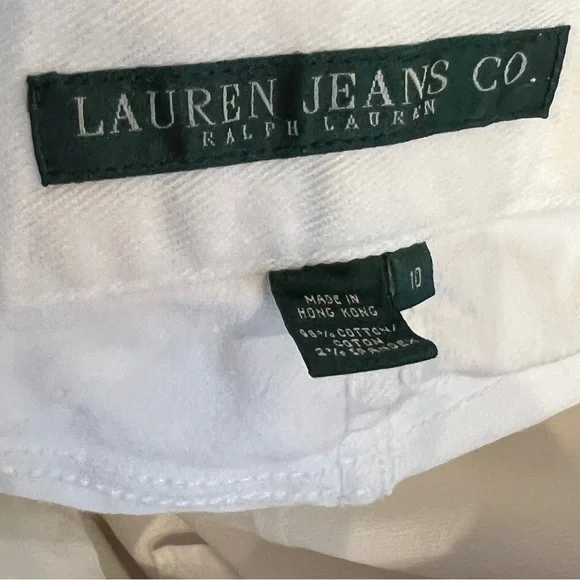 LAUREN JEANS CO.
RALPH LAUREN
10
MADE IN
HONG KONG
98% COTTON/
COTON
2% SPANDEX